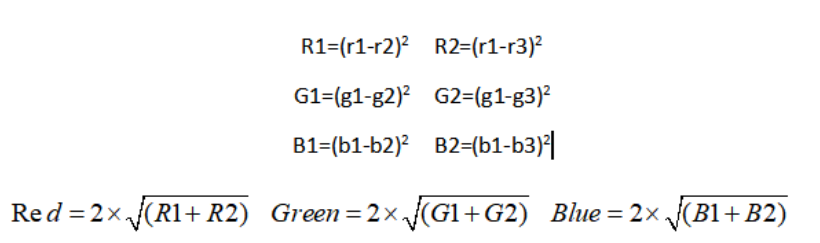 R1=(r1-r2)² R2=(r1-r3)²
G1=(g1-g2)² G2=(g1-g3)²
B1=(b1-b2)² B2=(b1-b3)²
Red = 2×√(R1+R2) Green = 2×√(G1+G2) Blue = 2×√(B1+B2)